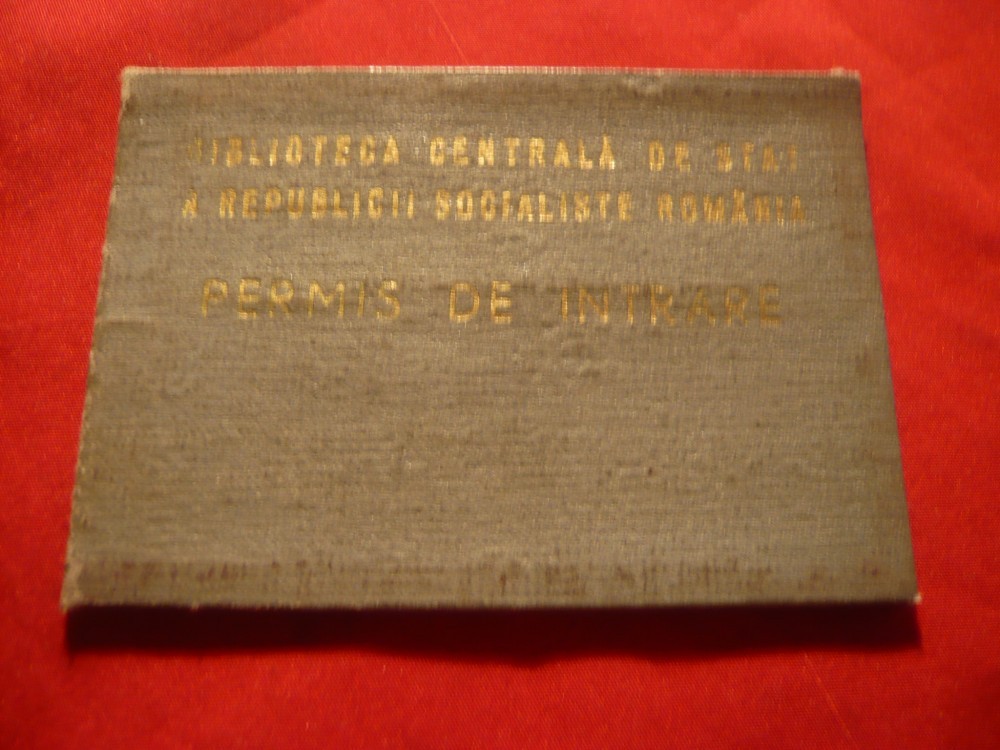 BIBLIOTECA CENTRALĂ DE STAT
A REPUBLICII SOCIALISTE ROMÂNIA
PERMIS DE INTRARE